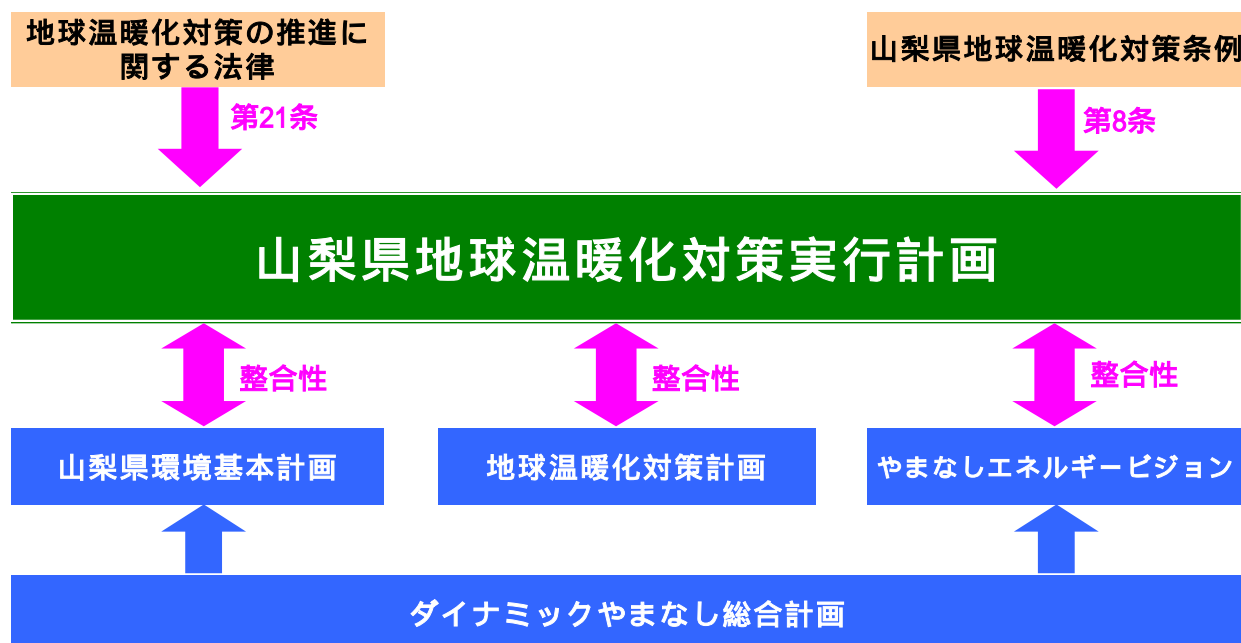 地球温暖化対策の推進に
関する法律
山梨県地球温暖化対策条例
第21条
第8条
山梨県地球温暖化対策実行計画
整合性
整合性
整合性
山梨県環境基本計画
地球温暖化対策計画
やまなしエネルギービジョン
ダイナミックやまなし総合計画